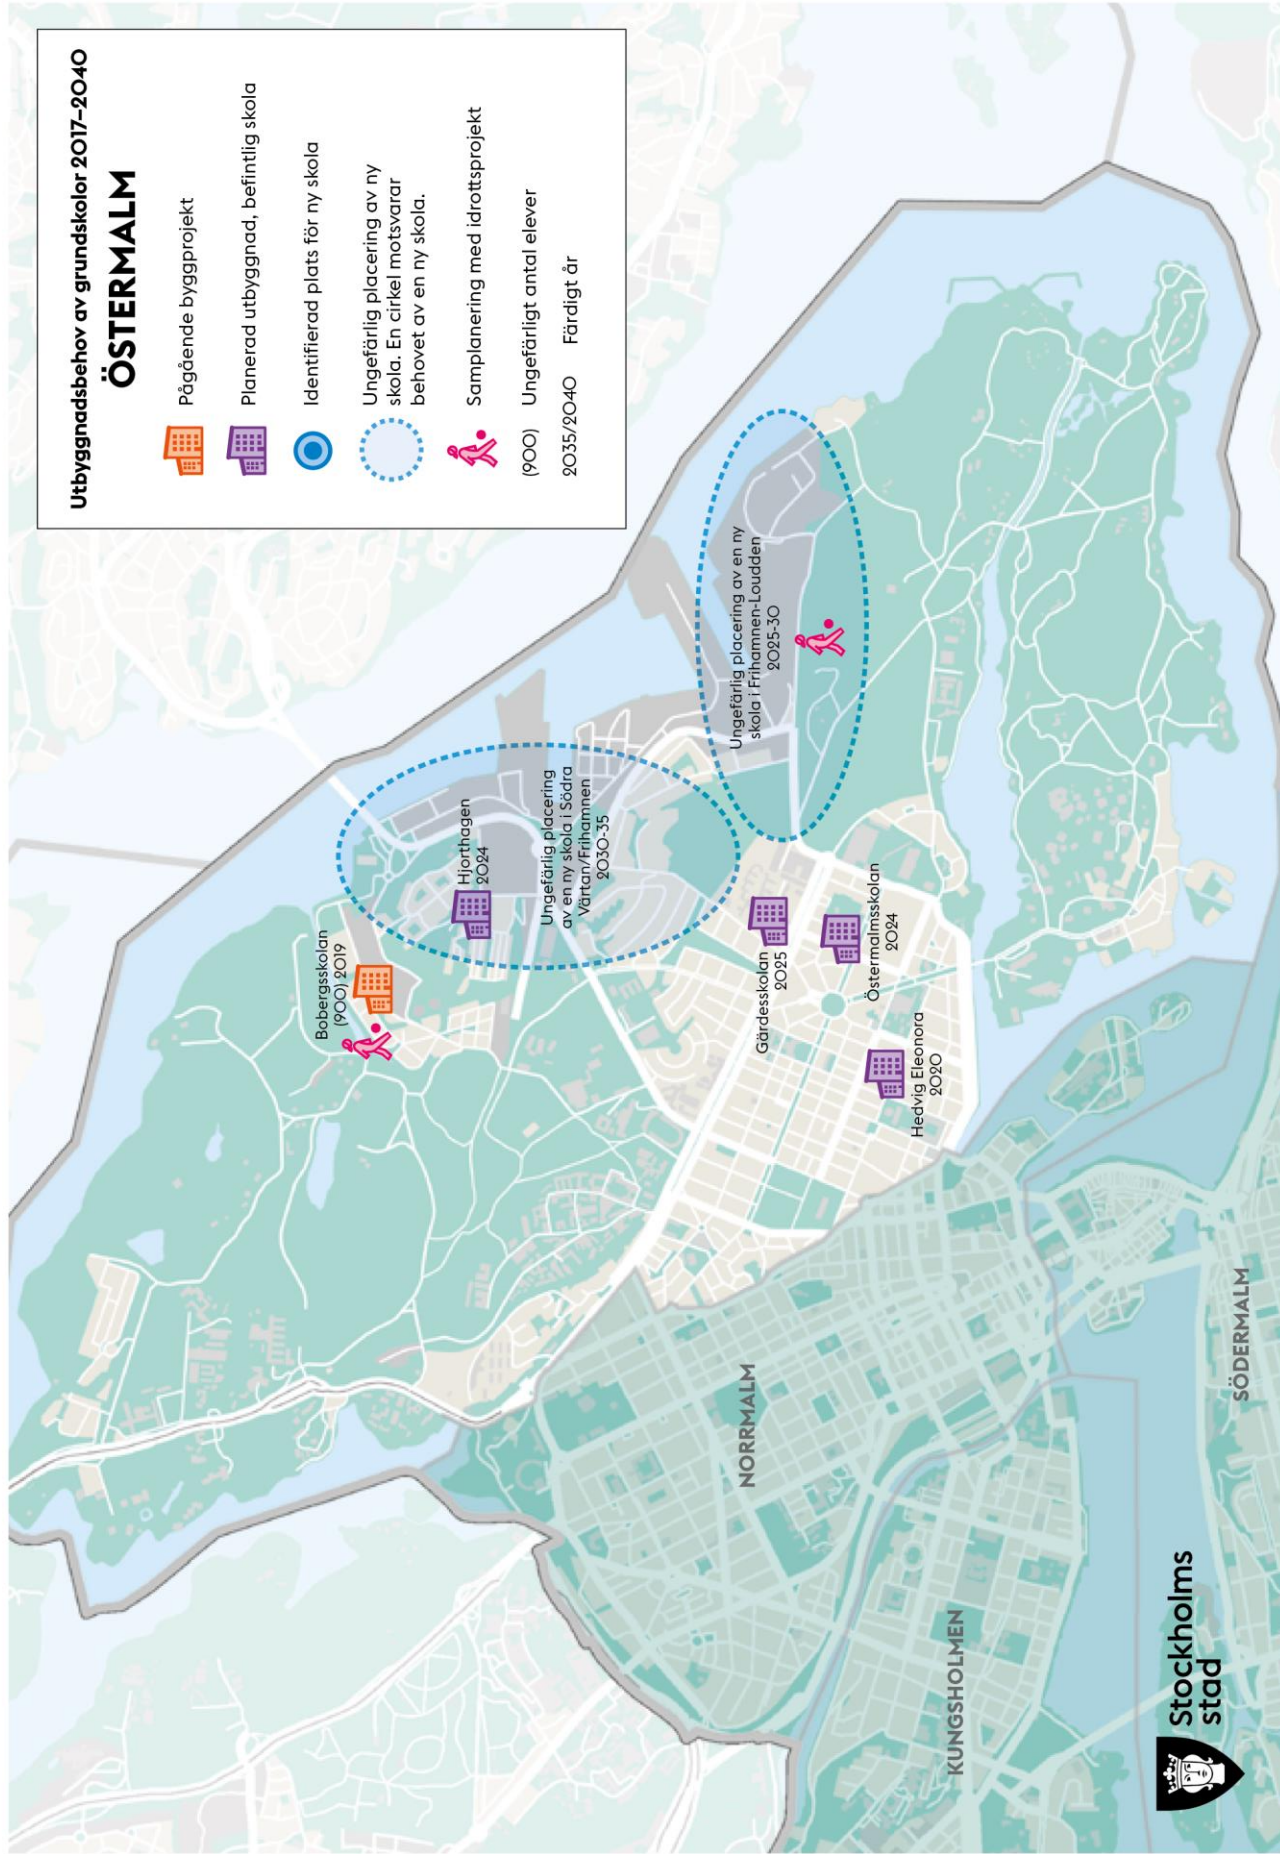 Utbyggnadsbehov av grundskolor 2017–2040
ÖSTERMALM
Pågående byggprojekt
Planerad utbyggnad, befintlig skola
Identifierad plats för ny skola
Ungefärlig placering av ny
skola. En cirkel motsvarar
behovet av en ny skola.
Samplanering med idrottsprojekt
(900) Ungefärligt antal elever
2035/2040 Färdigt år
Bobergsskolan
(900) 2019
Hjorthagen
2024
Ungefärlig placering
av en ny skola i Södra
Värtan/Frihamnen
2030-35
Ungefärlig placering av en ny
skola i Frihamnen-Loudden
2025-30
Gärdesskolan
2025
Östermalmsskolan
2024
Hedvig Eleonora
2020
NORRMALM
KUNGSHOLMEN
SÖDERMALM
Stockholms
stad